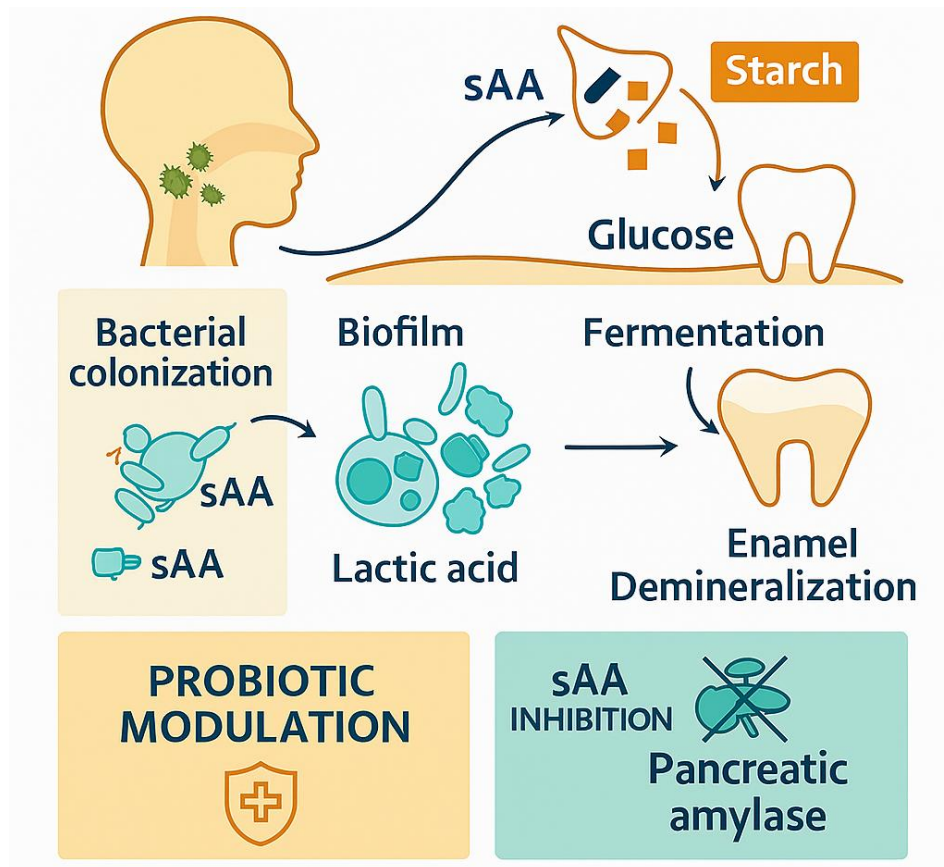 sAA
Starch
Glucose
Bacterial
colonization
sAA
sAA
Biofilm
Lactic acid
Fermentation
Enamel
Demineralization
PROBIOTIC
MODULATION
sAA
INHIBITION
Pancreatic
amylase